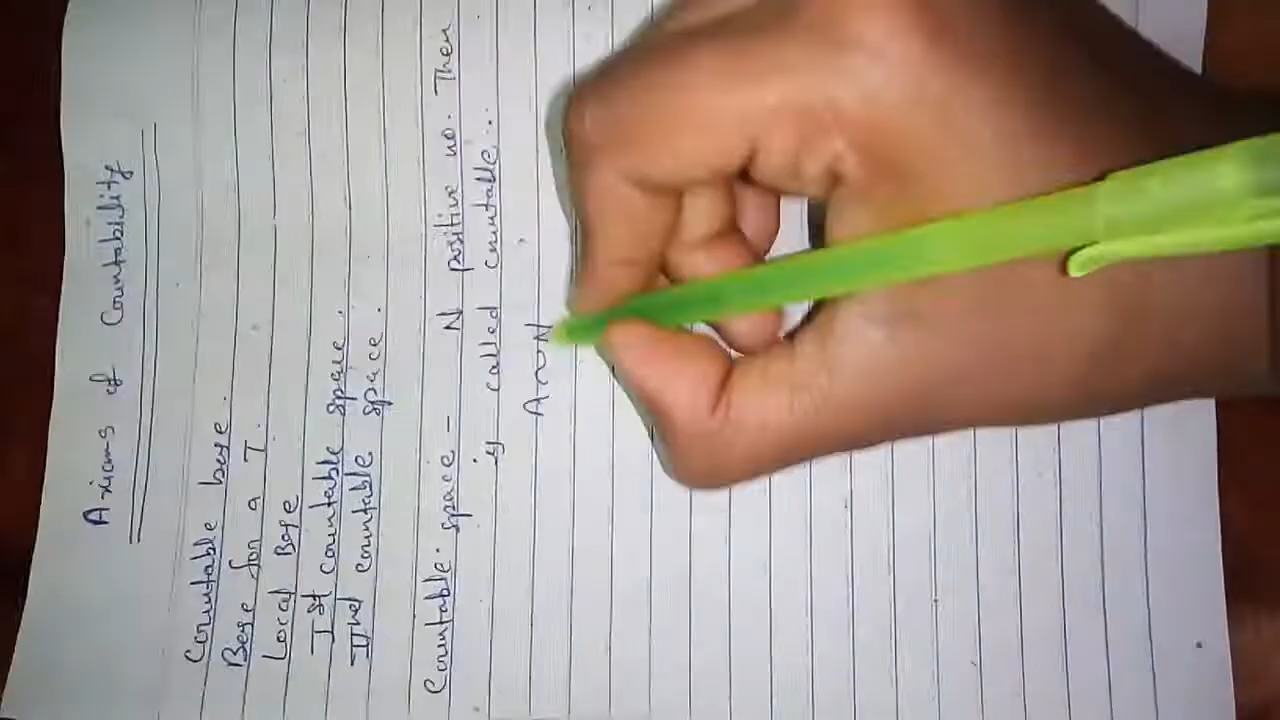 Axioms of Countability
Countable base.
Base for a T.
Local Base
Ist countable space.
IInd countable space.
Countable space - N positive no. Then
is called countable.
A ~ N